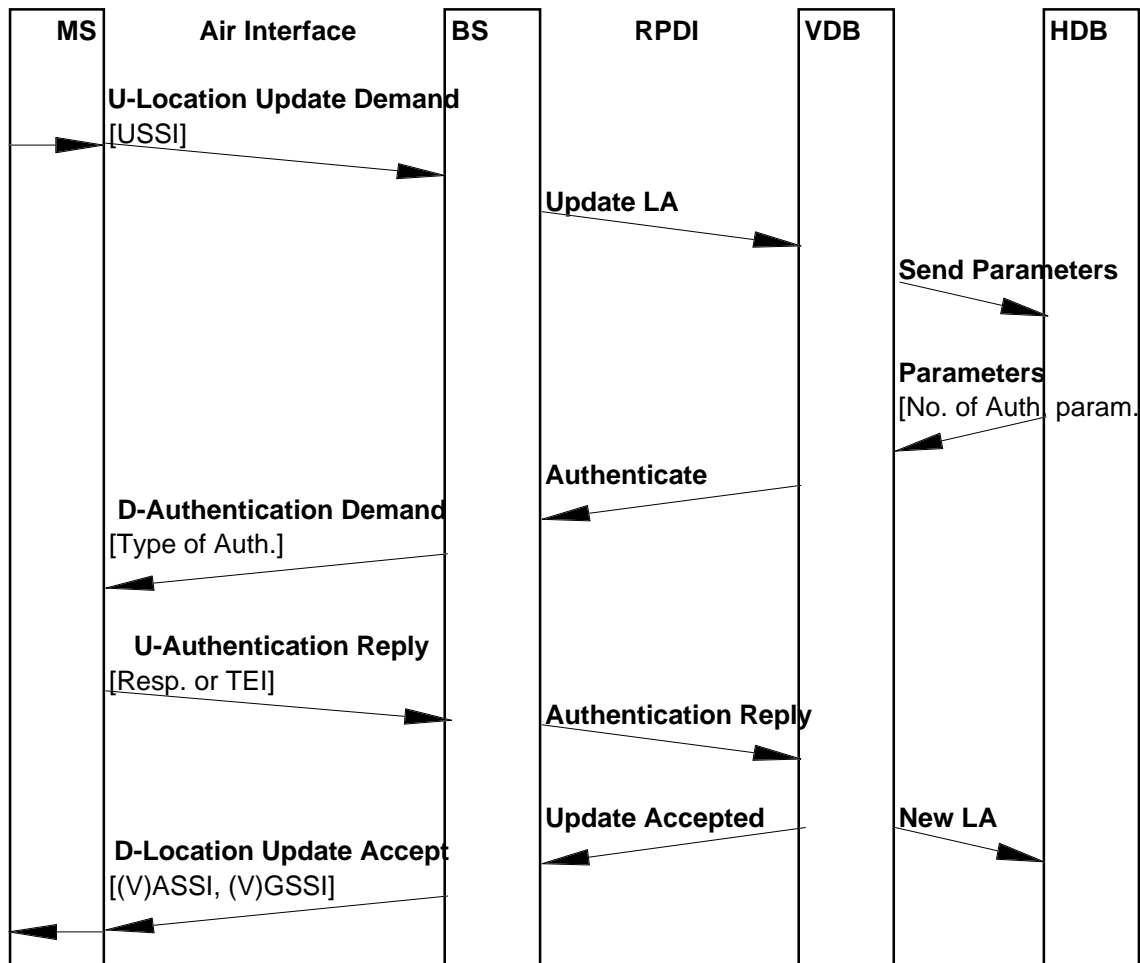 MS Air Interface BS RPDI VDB HDB
U-Location Update Demand
[USSI]
Update LA
Send Parameters
Parameters
[No. of Auth. param.
Authenticate
D-Authentication Demand
[Type of Auth.]
U-Authentication Reply
[Resp. or TEI]
Authentication Reply
Update Accepted New LA
D-Location Update Accept
[(V)ASSI, (V)GSSI]